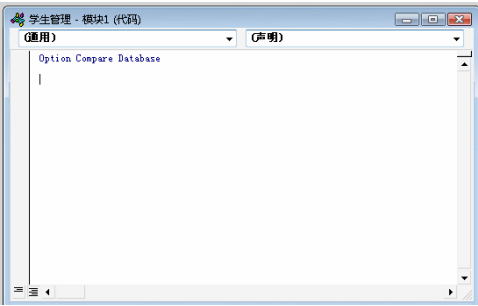 学生管理 - 模块1 (代码)
(通用)
(声明)
Option Compare Database